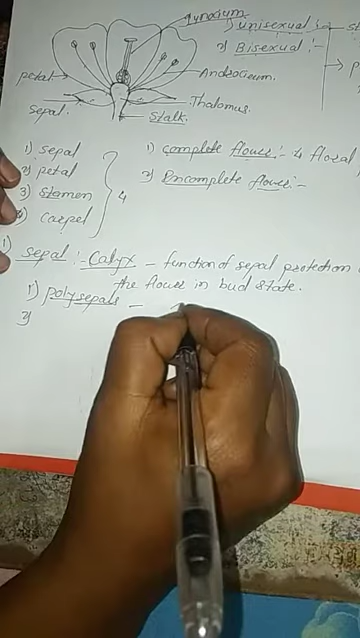 Gynoecium
1) Unisexual :-
2) Bisexual :-
petal
Androecium.
Sepal.
Thalamus.
Stalk.
1) Sepal
2) petal
3) Stamen
4) Carpel
4
1) complete flower :- 4 floral
2) Incomplete flower :-
1) Sepal :- Calyx - function of sepal protection
the flower in bud state.
1) polysepals -
2)